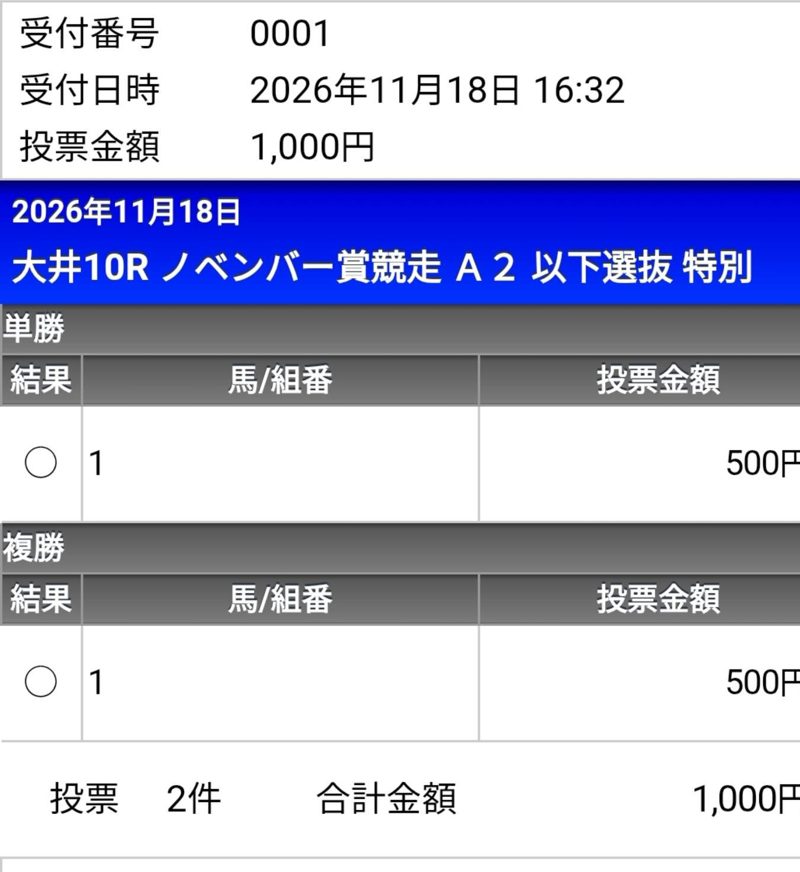 受付番号 0001
受付日時 2026年11月18日 16:32
投票金額 1,000円
2026年11月18日
大井10R ノベンバー賞競走 Ａ２ 以下選抜 特別
単勝
結果 馬/組番 投票金額
○ 1 500円
複勝
結果 馬/組番 投票金額
○ 1 500円
投票 2件 合計金額 1,000円